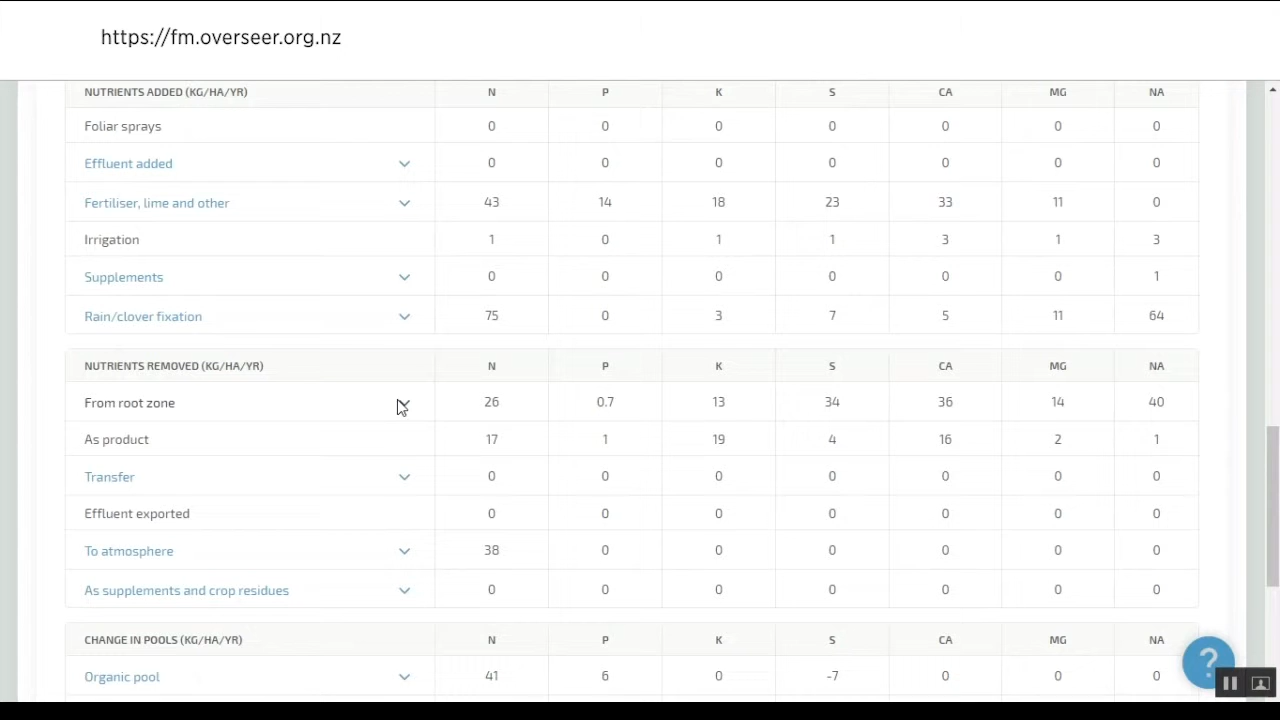 https://fm.overseer.org.nz
NUTRIENTS ADDED (KG/HA/YR) N P K S CA MG NA
Foliar sprays 0 0 0 0 0 0 0
Effluent added 0 0 0 0 0 0 0
Fertiliser, lime and other 43 14 18 23 33 11 0
Irrigation 1 0 1 1 3 1 3
Supplements 0 0 0 0 0 0 1
Rain/clover fixation 75 0 3 7 5 11 64
NUTRIENTS REMOVED (KG/HA/YR) N P K S CA MG NA
From root zone 26 0.7 13 34 36 14 40
As product 17 1 19 4 16 2 1
Transfer 0 0 0 0 0 0 0
Effluent exported 0 0 0 0 0 0 0
To atmosphere 38 0 0 0 0 0 0
As supplements and crop residues 0 0 0 0 0 0 0
CHANGE IN POOLS (KG/HA/YR) N P K S CA MG NA
Organic pool 41 6 0 -7 0 0 0
?